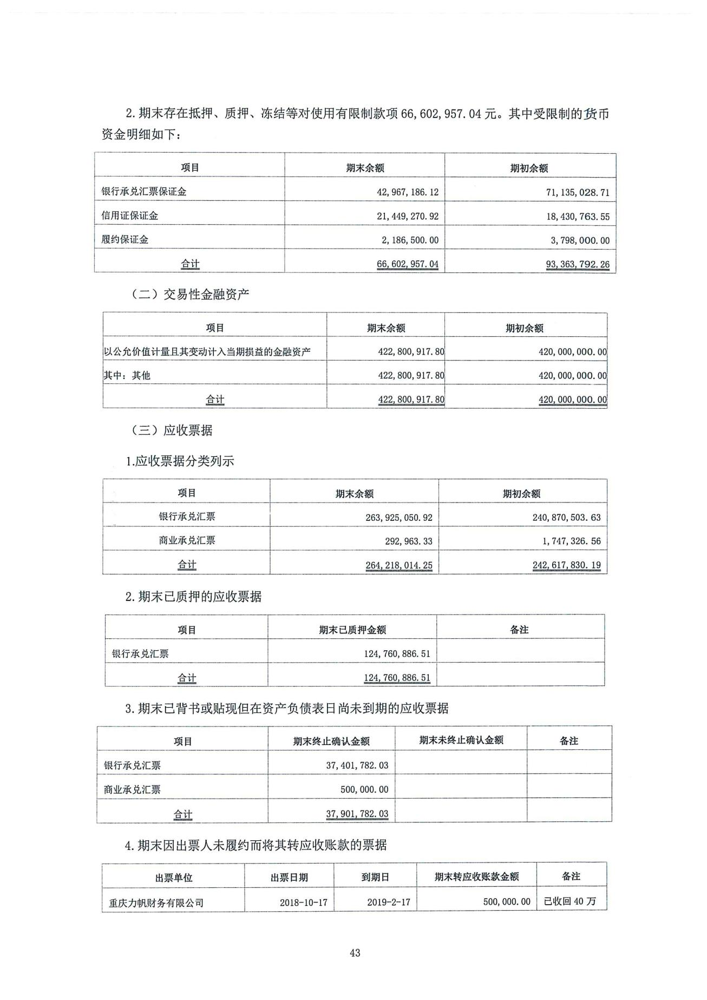 2. 期末存在抵押、质押、冻结等对使用有限制款项 66,602,957.04 元。其中受限制的货币
资金明细如下：
项目 期末余额 期初余额
银行承兑汇票保证金 42,967,186.12 71,135,028.71
信用证保证金 21,449,270.92 18,430,763.55
履约保证金 2,186,500.00 3,798,000.00
合计 66,602,957.04 93,363,792.26
（二）交易性金融资产
项目 期末余额 期初余额
以公允价值计量且其变动计入当期损益的金融资产 422,800,917.80 420,000,000.00
其中：其他 422,800,917.80 420,000,000.00
合计 422,800,917.80 420,000,000.00
（三）应收票据
1.应收票据分类列示
项目 期末余额 期初余额
银行承兑汇票 263,925,050.92 240,870,503.63
商业承兑汇票 292,963.33 1,747,326.56
合计 264,218,014.25 242,617,830.19
2. 期末已质押的应收票据
项目 期末已质押金额 备注
银行承兑汇票 124,760,886.51
合计 124,760,886.51
3. 期末已背书或贴现但在资产负债表日尚未到期的应收票据
项目 期末终止确认金额 期末未终止确认金额 备注
银行承兑汇票 37,401,782.03
商业承兑汇票 500,000.00
合计 37,901,782.03
4. 期末因出票人未履约而将其转应收账款的票据
出票单位 出票日期 到期日 期末转应收账款金额 备注
重庆力帆财务有限公司 2018-10-17 2019-2-17 500,000.00 已收回 40 万
43